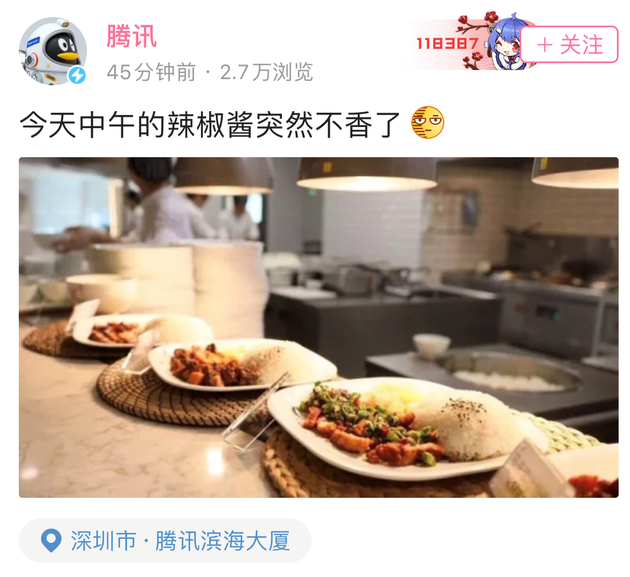 腾讯
118387
+ 关注
45分钟前 · 2.7万浏览
今天中午的辣椒酱突然不香了
深圳市 · 腾讯滨海大厦